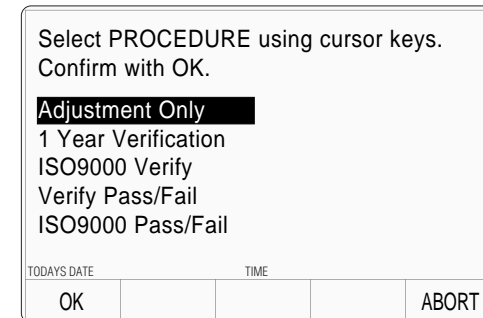 Select PROCEDURE using cursor keys.
Confirm with OK.
Adjustment Only
1 Year Verification
ISO9000 Verify
Verify Pass/Fail
ISO9000 Pass/Fail
TODAYS DATE TIME
OK ABORT